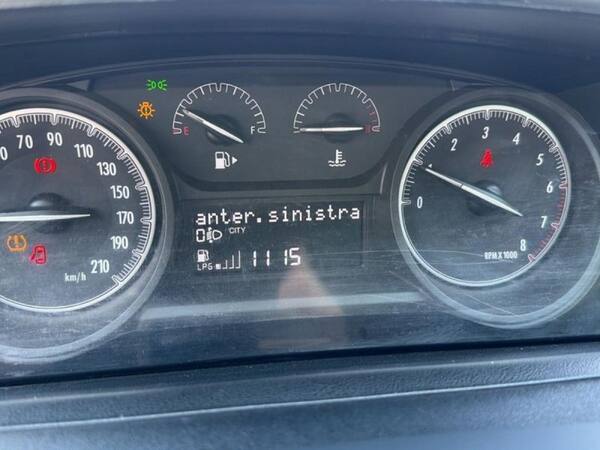 70 90 110 130 150 170 190 210
km/h
E F
0 1 2 3 4 5 6 7 8
RPM X 1000
anter.sinistra
CITY
LPG 11 15